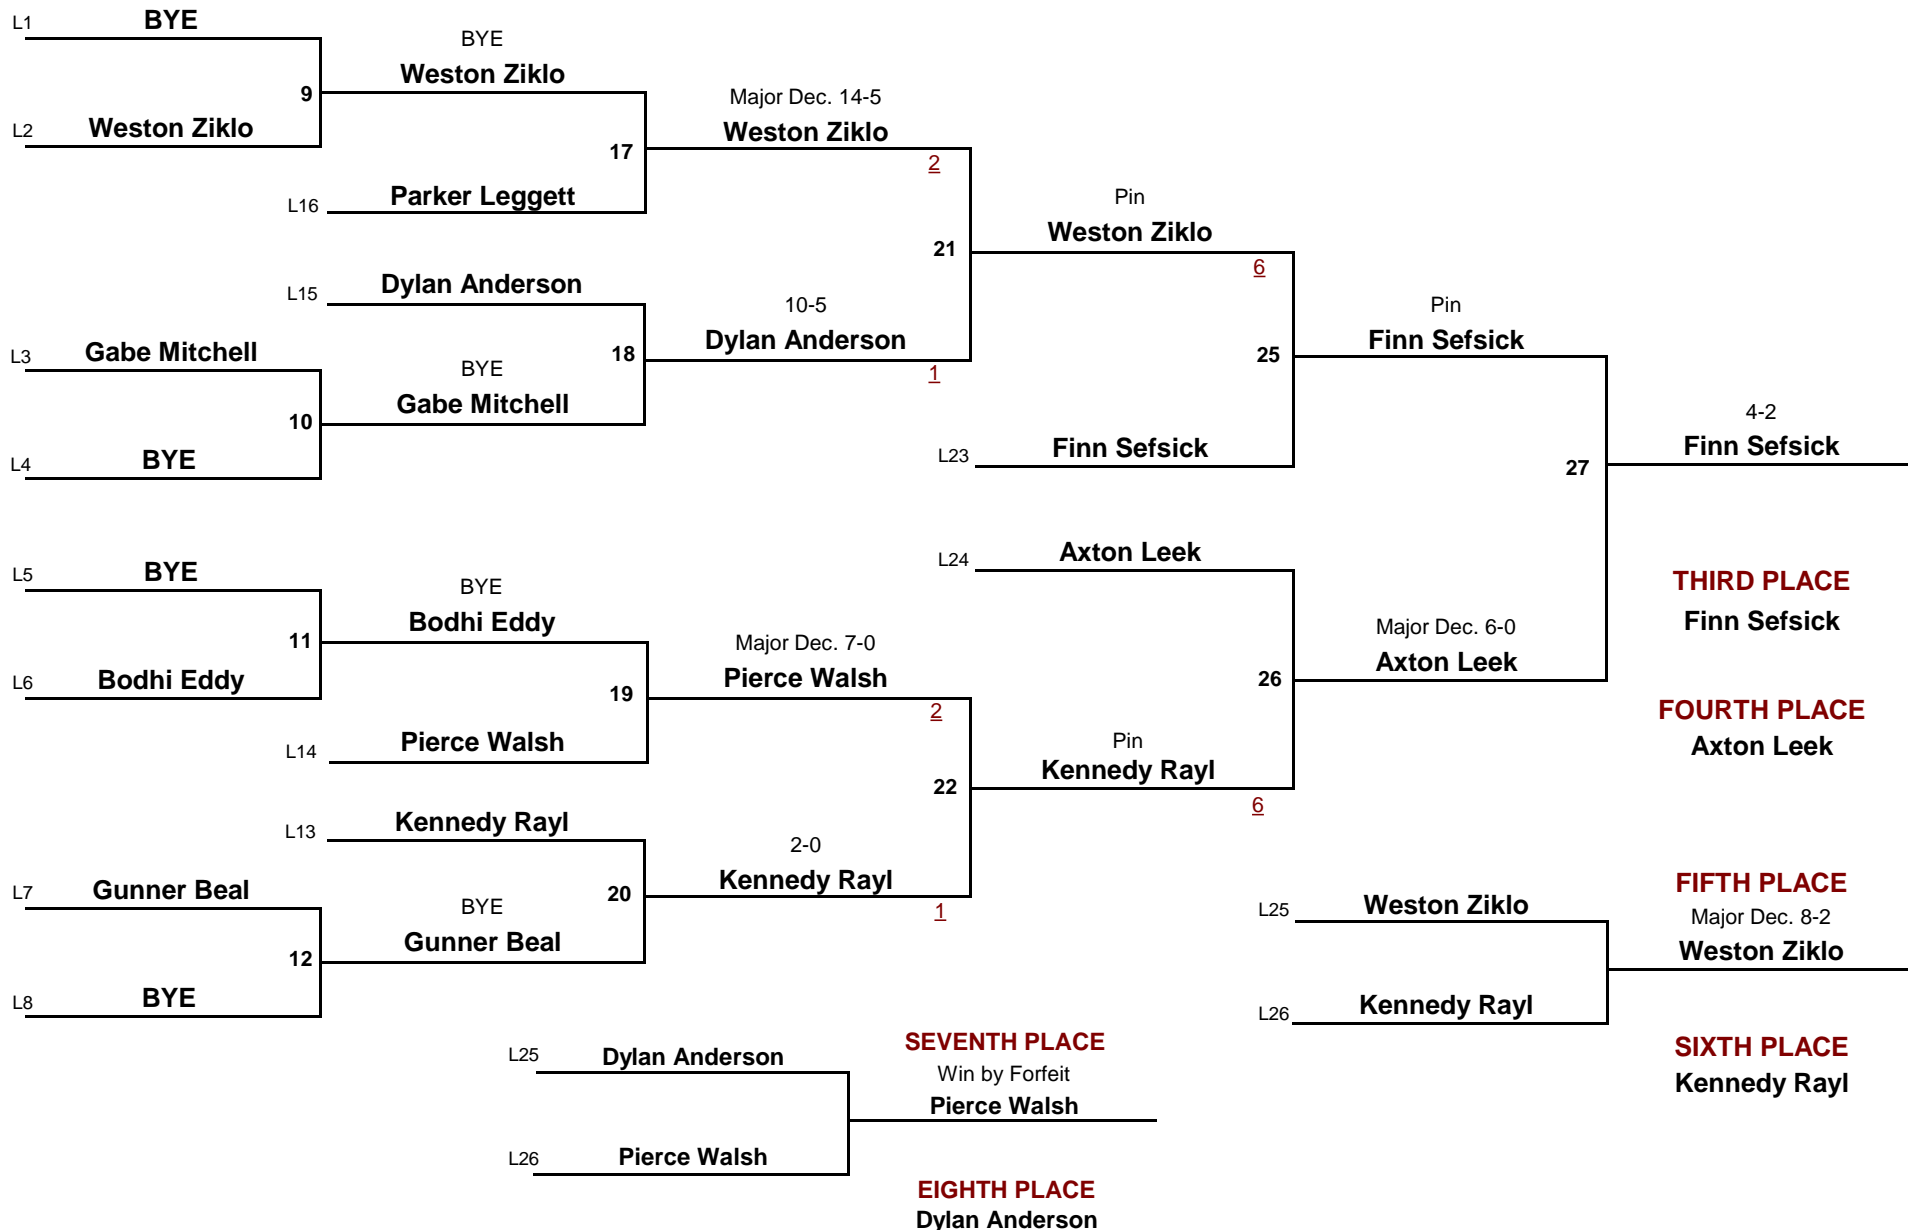 L1
BYE
9
L2
Weston Ziklo
BYE
Weston Ziklo
17
L16
Parker Leggett
Major Dec. 14-5
Weston Ziklo
2
L15
Dylan Anderson
18
L3
Gabe Mitchell
10
L4
BYE
BYE
Gabe Mitchell
10-5
Dylan Anderson
1
21
Pin
Weston Ziklo
6
25
L23
Finn Sefsick
Pin
Finn Sefsick
27
4-2
Finn Sefsick
L5
BYE
11
L6
Bodhi Eddy
BYE
Bodhi Eddy
19
L14
Pierce Walsh
Major Dec. 7-0
Pierce Walsh
2
L13
Kennedy Rayl
20
L7
Gunner Beal
12
L8
BYE
BYE
Gunner Beal
2-0
Kennedy Rayl
1
22
Pin
Kennedy Rayl
6
L24
Axton Leek
26
Major Dec. 6-0
Axton Leek
THIRD PLACE
Finn Sefsick
FOURTH PLACE
Axton Leek
L25
Weston Ziklo
L26
Kennedy Rayl
FIFTH PLACE
Major Dec. 8-2
Weston Ziklo
SIXTH PLACE
Kennedy Rayl
L25
Dylan Anderson
L26
Pierce Walsh
SEVENTH PLACE
Win by Forfeit
Pierce Walsh
EIGHTH PLACE
Dylan Anderson